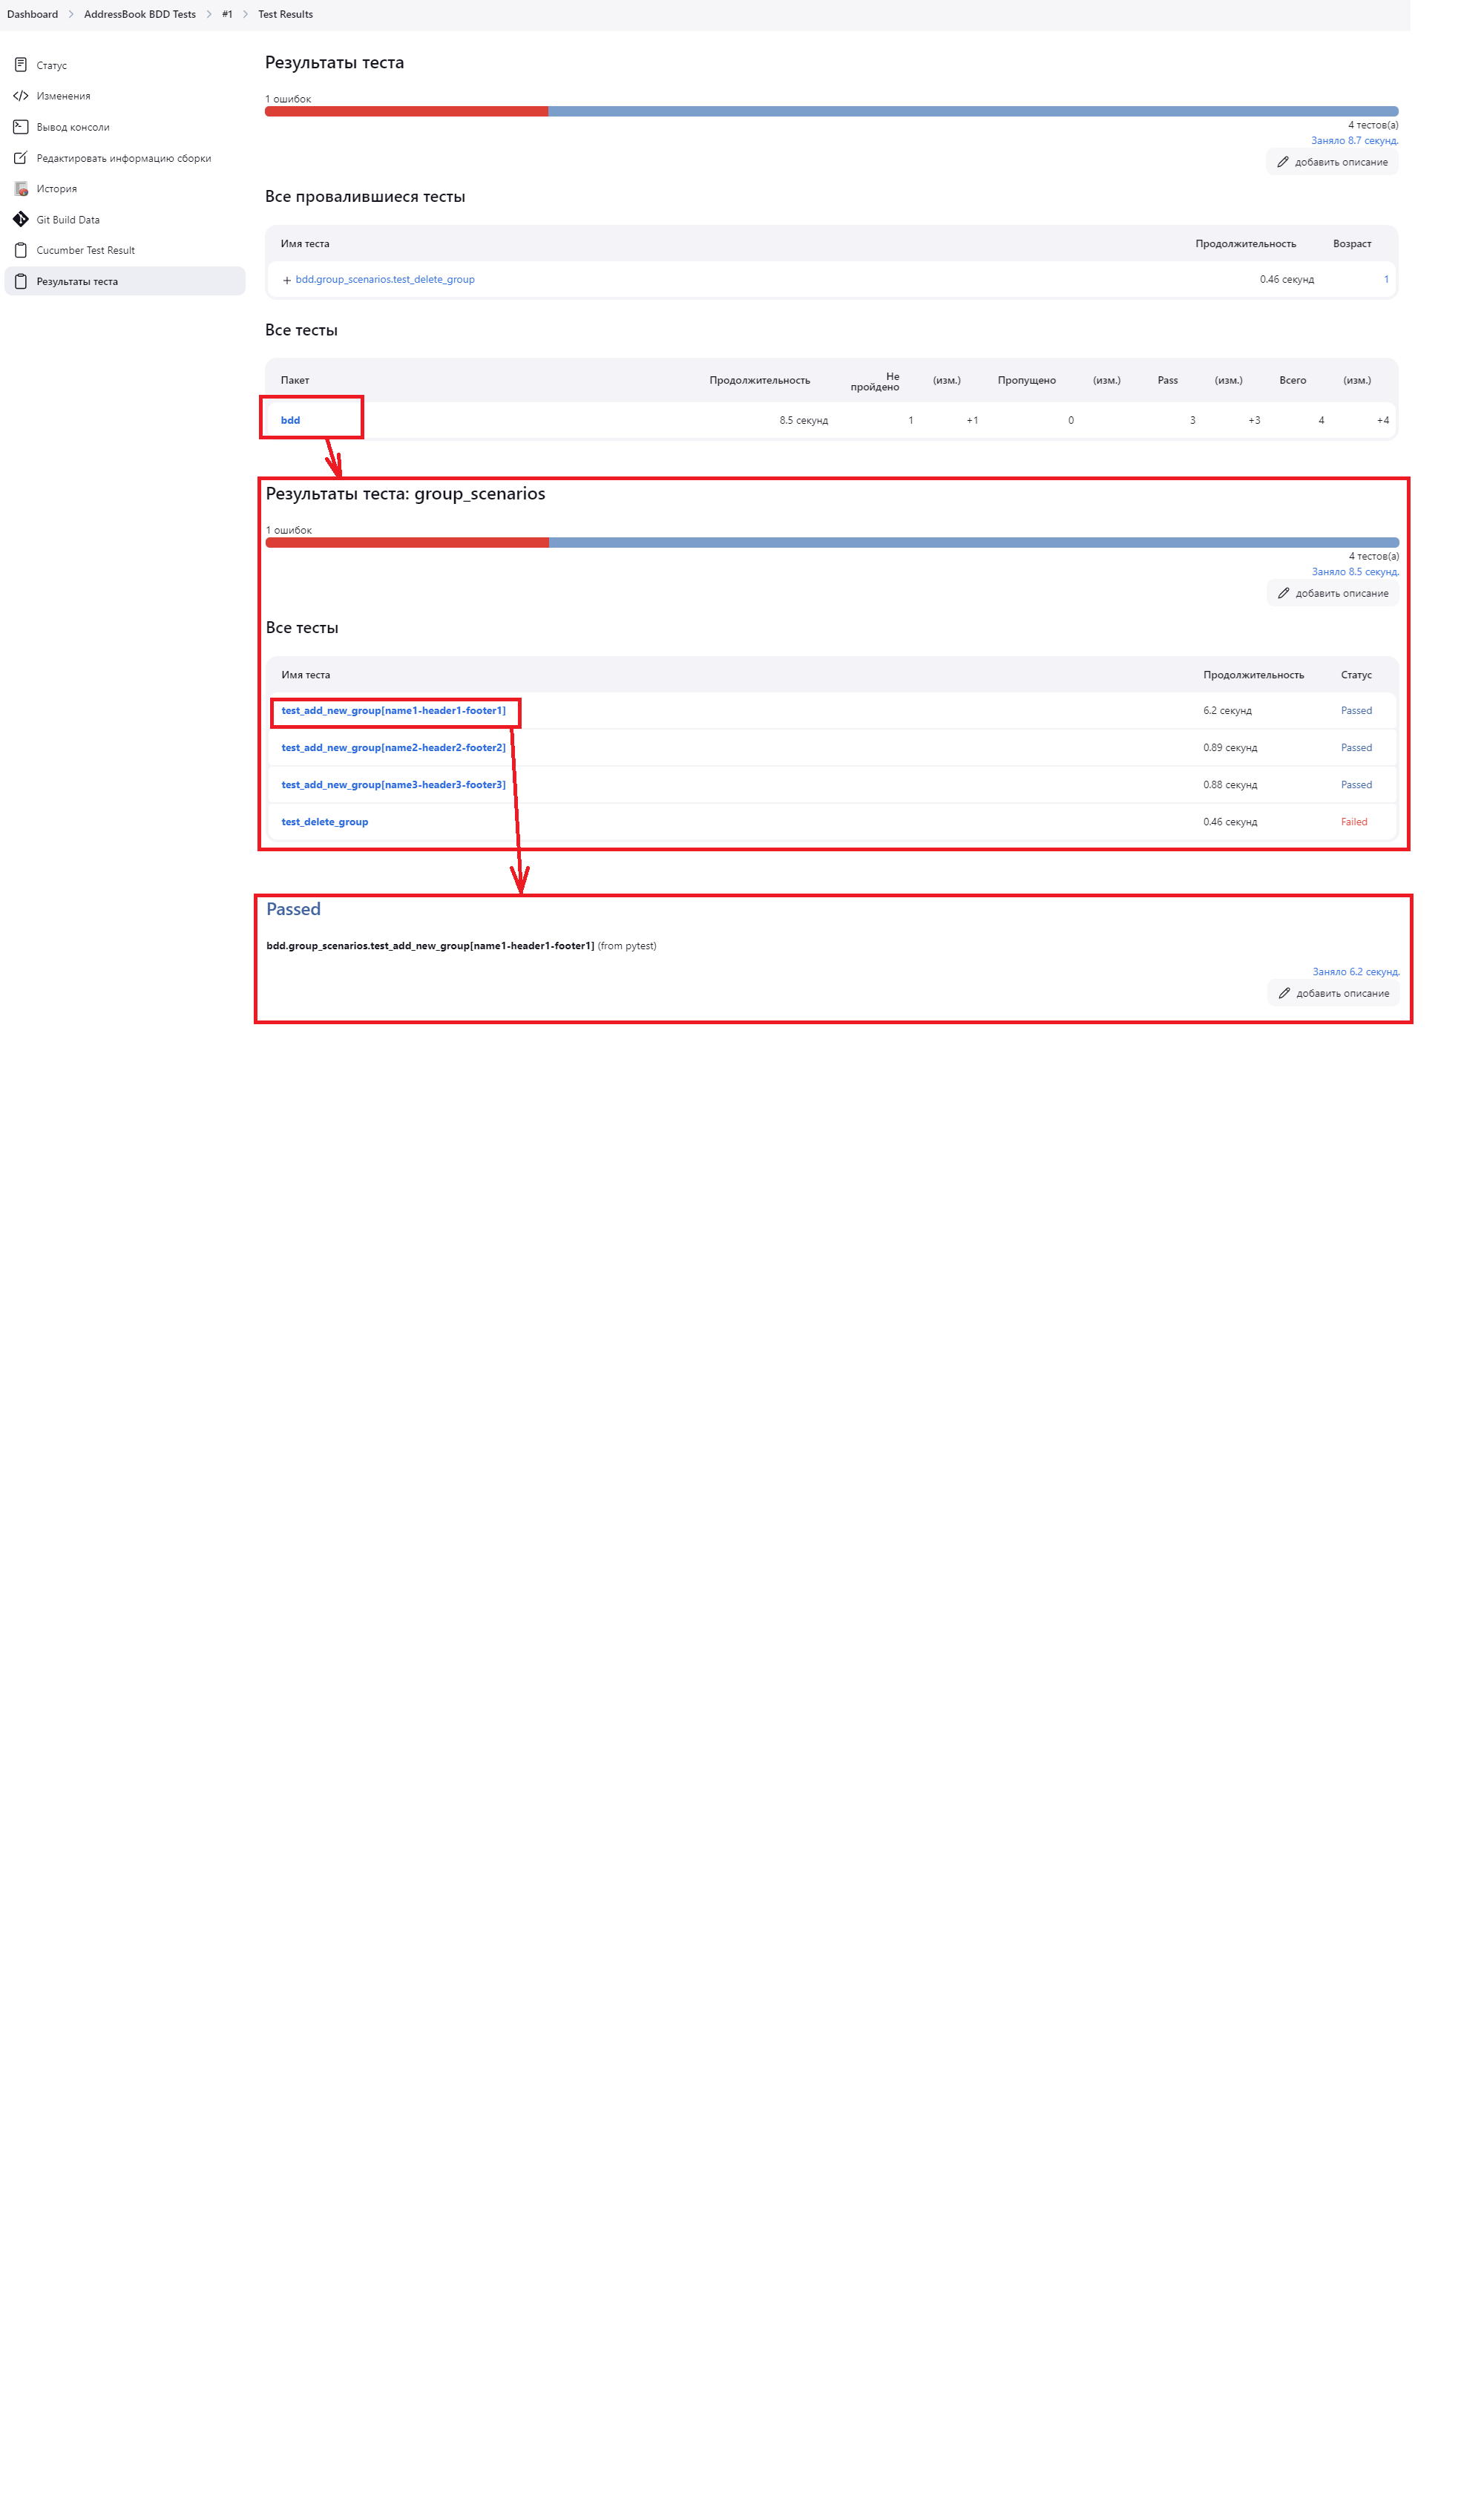 Dashboard > AddressBook BDD Tests > #1 > Test Results
Статус
Изменения
Вывод консоли
Редактировать информацию сборки
История
Git Build Data
Cucumber Test Result
Результаты теста
Результаты теста
1 ошибок
4 тестов(а)
Заняло 8.7 секунд.
добавить описание
Все провалившиеся тесты
Имя теста Продолжительность Возраст
+ bdd.group_scenarios.test_delete_group 0.46 секунд 1
Все тесты
Пакет Продолжительность Не пройдено (изм.) Пропущено (изм.) Pass (изм.) Всего (изм.)
bdd 8.5 секунд 1 +1 0 3 +3 4 +4
Результаты теста: group_scenarios
1 ошибок
4 тестов(а)
Заняло 8.5 секунд.
добавить описание
Все тесты
Имя теста Продолжительность Статус
test_add_new_group[name1-header1-footer1] 6.2 секунд Passed
test_add_new_group[name2-header2-footer2] 0.89 секунд Passed
test_add_new_group[name3-header3-footer3] 0.88 секунд Passed
test_delete_group 0.46 секунд Failed
Passed
bdd.group_scenarios.test_add_new_group[name1-header1-footer1] (from pytest)
Заняло 6.2 секунд.
добавить описание